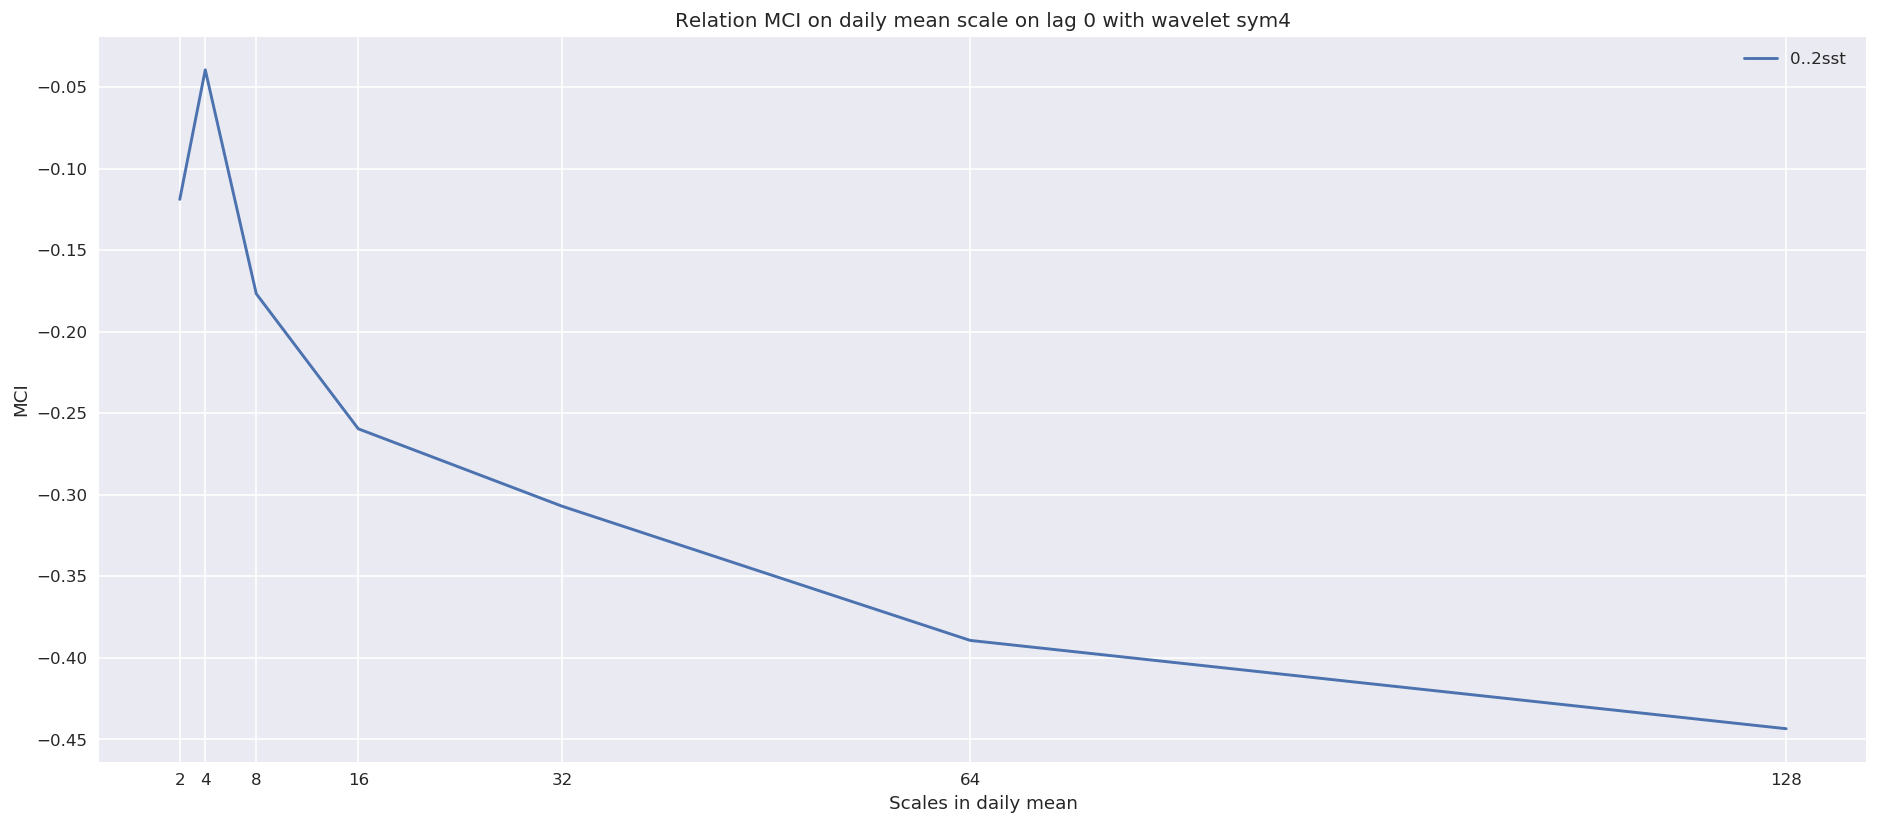 Relation MCI on daily mean scale on lag 0 with wavelet sym4
0..2sst
−0.05
−0.10
−0.15
−0.20
−0.25
−0.30
−0.35
−0.40
−0.45
MCI
2 4 8 16 32 64 128
Scales in daily mean